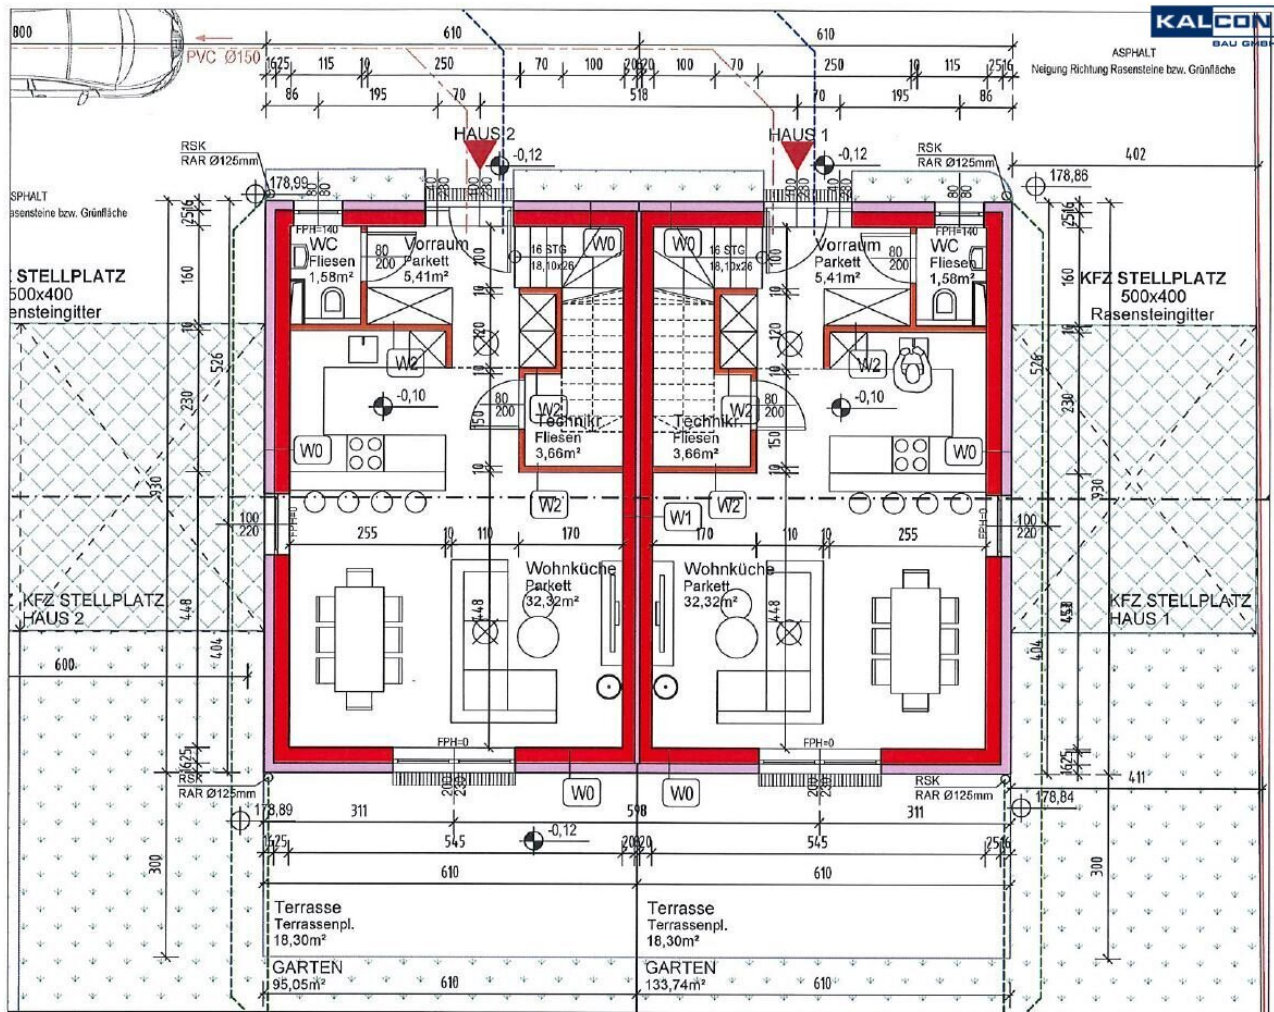 KALCON
BAU GMBH
800
610
610
PVC Ø150
ASPHALT
Neigung Richtung Rasensteine bzw. Grünfläche
16 25 115 10 250 70 100 20 20 100 70 250 10 115 25 16
86 195 70 518 70 195 86
HAUS 2
HAUS 1
RSK
RAR Ø125mm
-0,12
-0,12
RSK
RAR Ø125mm
402
178,99
178,86
FPH=140
WC
Fliesen
1,58m²
80
200
Vorraum
Parkett
5,41m²
16 STG
18,10x26
W0
W0
16 STG
18,10x26
Vorraum
Parkett
5,41m²
80
200
FPH=140
WC
Fliesen
1,58m²
STELLPLATZ
500x400
KFZ STELLPLATZ
500x400
Rasensteingitter
160
526
230
930
W2
W2
-0,10
-0,10
80
200
W2
W2
80
200
Technikr.
Fliesen
3,66m²
Technikr.
Fliesen
3,66m²
W0
W0
W2
W1
W2
100
220
FPH=0
FPH=0
100
220
255 10 110 170
170 110 10 255
Wohnküche
Parkett
32,32m²
Wohnküche
Parkett
32,32m²
KFZ STELLPLATZ
HAUS 2
KFZ STELLPLATZ
HAUS 1
448
404
448
448
404
600
FPH=0
FPH=0
RSK
RAR Ø125mm
W0
W0
RSK
RAR Ø125mm
411
178,89
178,84
311 598 311
-0,12
545
545
610
610
300
300
Terrasse
Terrassenpl.
18,30m²
Terrasse
Terrassenpl.
18,30m²
GARTEN
95,05m²
GARTEN
133,74m²
610
610